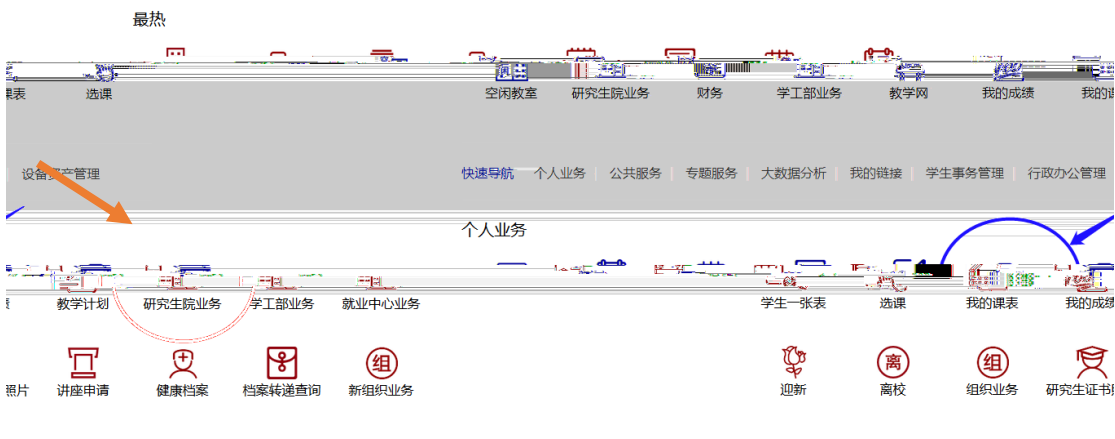 最热
课表 选课 空闲教室 研究生院业务 财务 学工部业务 教学网 我的成绩 我的
设备资产管理 快速导航 个人业务 公共服务 专题服务 大数据分析 我的链接 学生事务管理 行政办公管理
个人业务
教学计划 研究生院业务 学工部业务 就业中心业务 学生一张表 选课 我的课表 我的成绩
照片 讲座申请 健康档案 档案转递查询 新组织业务 迎新 离校 组织业务 研究生证书